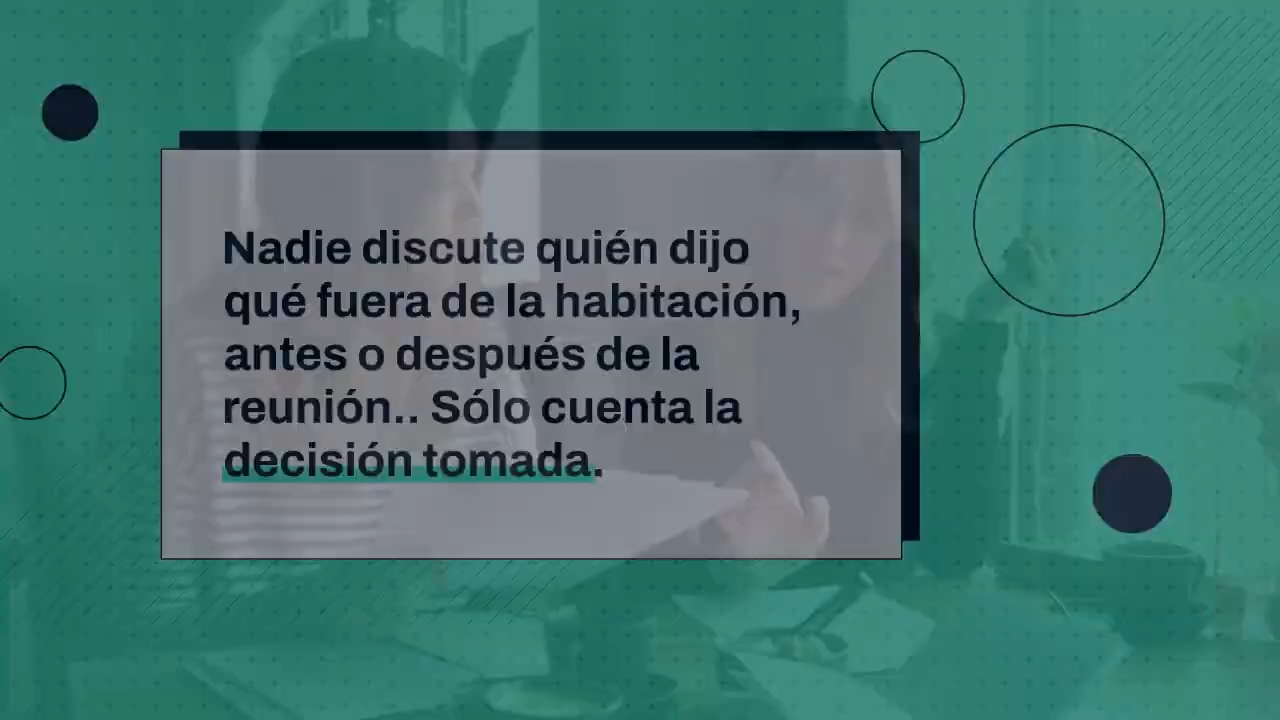 Nadie discute quién dijo
qué fuera de la habitación,
antes o después de la
reunión.. Sólo cuenta la
decisión tomada.